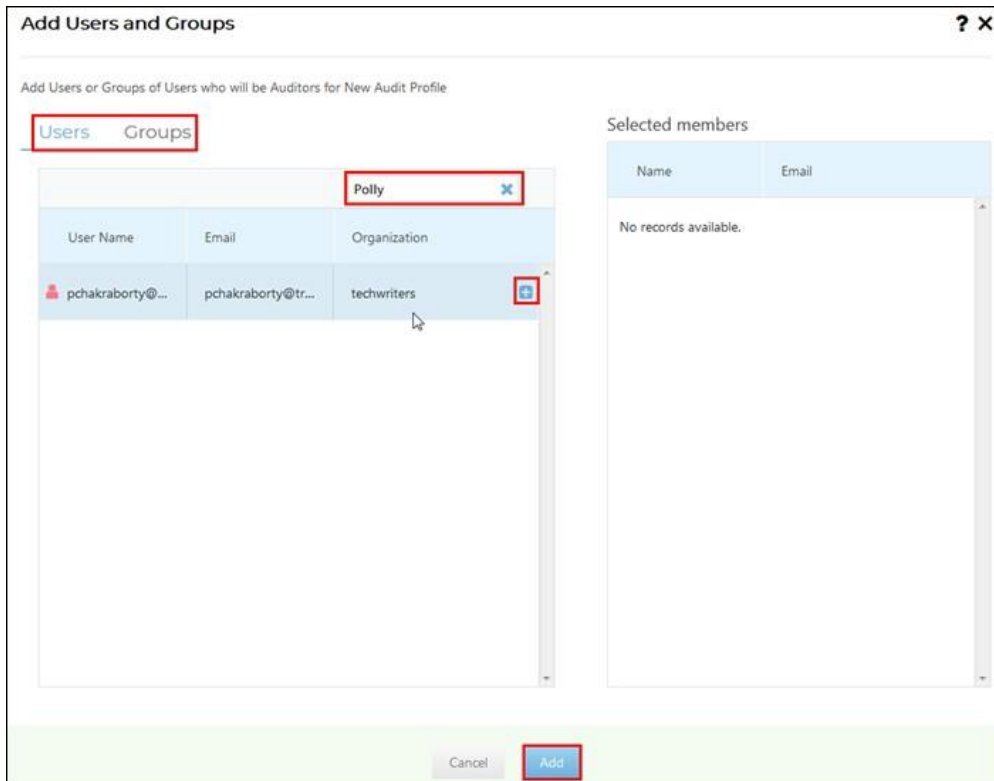 Add Users and Groups ? X
Add Users or Groups of Users who will be Auditors for New Audit Profile
Users Groups
Selected members
Polly
Name Email
User Name Email Organization
No records available.
pchakraborty@... pchakraborty@tr... techwriters
Cancel Add